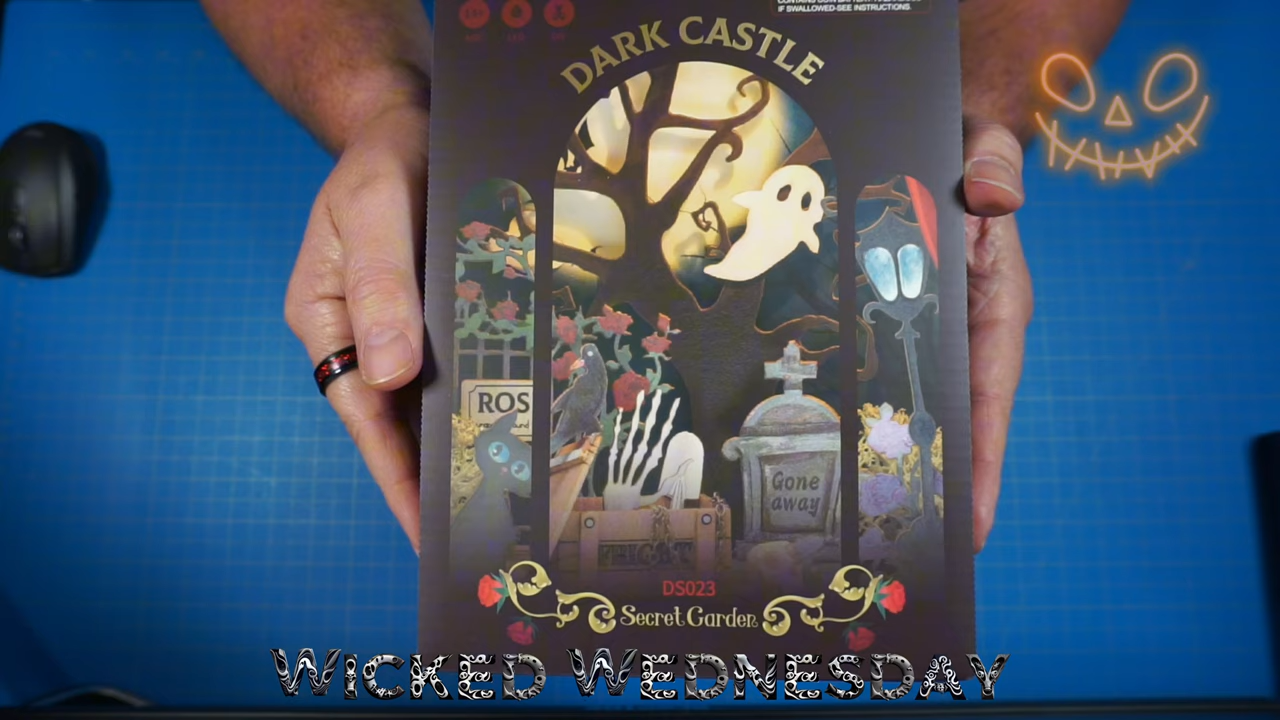 IF SWALLOWED-SEE INSTRUCTIONS.
DARK CASTLE
ROS
Gone
away
DS023
Secret Garden
WICKED WEDNESDAY